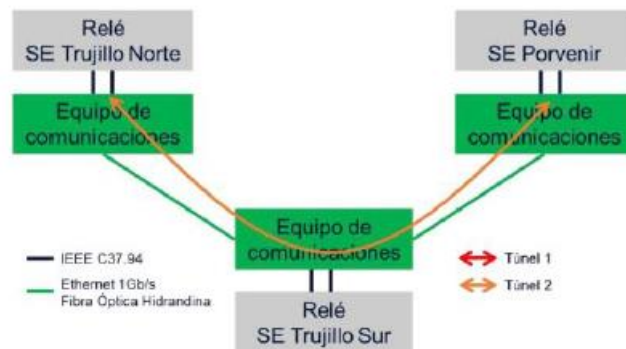 Relé
SE Trujillo Norte
Relé
SE Porvenir
Equipo de
comunicaciones
Equipo de
comunicaciones
Equipo de
comunicaciones
IEEE C37.94
Ethernet 1Gb/s
Fibra Óptica Hidrandina
Túnel 1
Túnel 2
Relé
SE Trujillo Sur